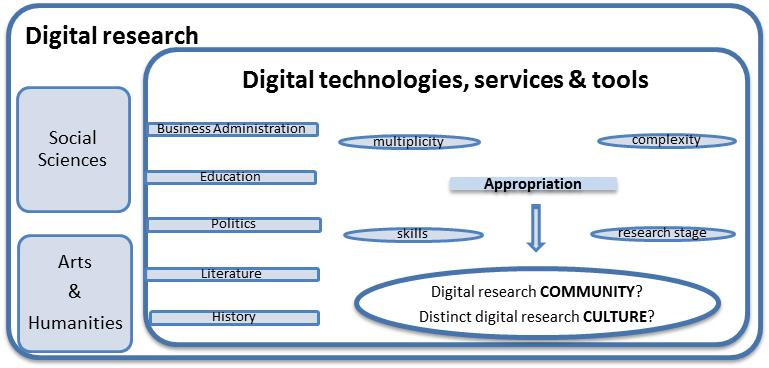 Digital research
Digital technologies, services & tools
Social
Sciences
Arts
&
Humanities
Business Administration
Education
Politics
Literature
History
multiplicity
complexity
Appropriation
skills
research stage
Digital research COMMUNITY?
Distinct digital research CULTURE?